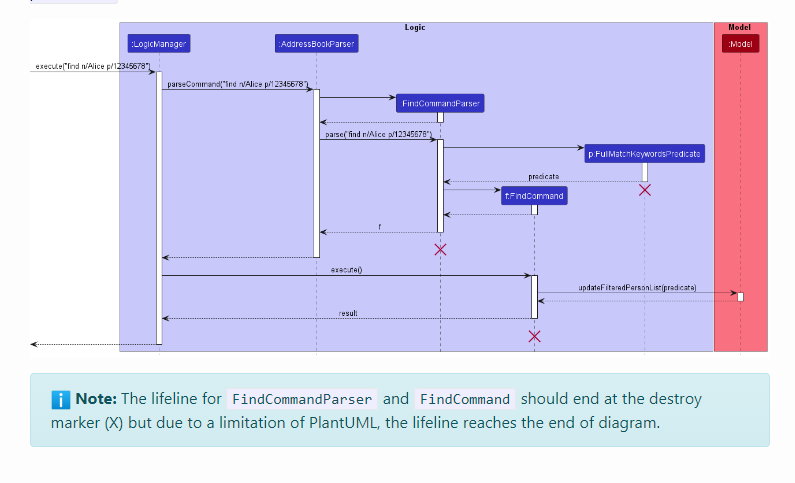 Logic
Model
:LogicManager
:AddressBookParser
:Model
execute("find n/Alice p/12345678")
parseCommand("find n/Alice p/12345678")
FindCommandParser
parse("find n/Alice p/12345678")
p:FullMatchKeywordsPredicate
predicate
f:FindCommand
f
execute()
updateFilteredPersonList(predicate)
result
Note: The lifeline for FindCommandParser and FindCommand should end at the destroy
marker (X) but due to a limitation of PlantUML, the lifeline reaches the end of diagram.